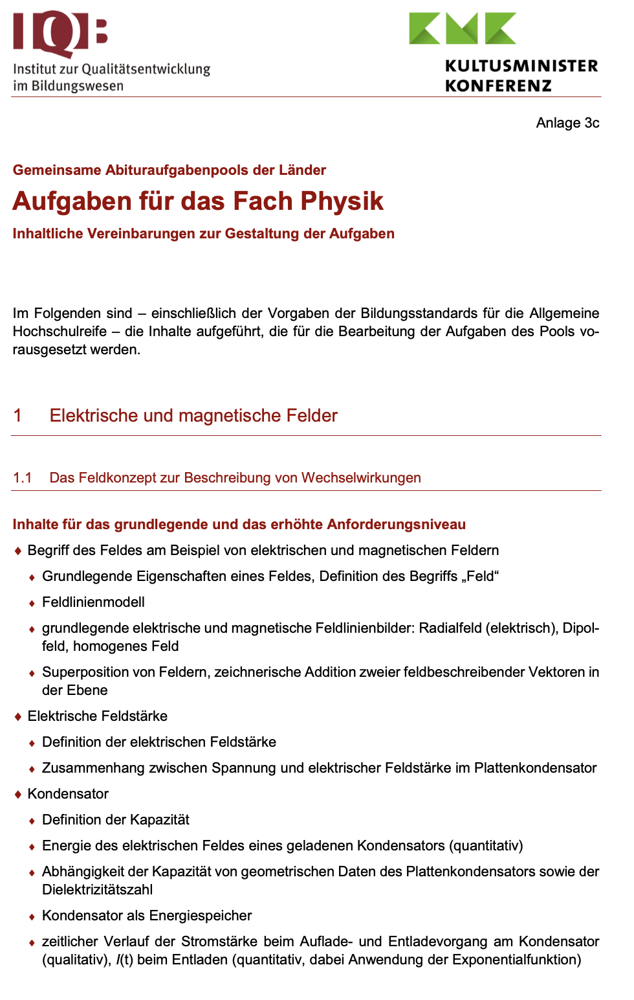 IQB
Institut zur Qualitätsentwicklung
im Bildungswesen
KMK
KULTUSMINISTER
KONFERENZ
Anlage 3c
Gemeinsame Abituraufgabenpools der Länder
Aufgaben für das Fach Physik
Inhaltliche Vereinbarungen zur Gestaltung der Aufgaben
Im Folgenden sind – einschließlich der Vorgaben der Bildungsstandards für die Allgemeine
Hochschulreife – die Inhalte aufgeführt, die für die Bearbeitung der Aufgaben des Pools vo-
rausgesetzt werden.
1 Elektrische und magnetische Felder
1.1 Das Feldkonzept zur Beschreibung von Wechselwirkungen
Inhalte für das grundlegende und das erhöhte Anforderungsniveau
♦ Begriff des Feldes am Beispiel von elektrischen und magnetischen Feldern
♦ Grundlegende Eigenschaften eines Feldes, Definition des Begriffs „Feld“
♦ Feldlinienmodell
♦ grundlegende elektrische und magnetische Feldlinienbilder: Radialfeld (elektrisch), Dipol-
feld, homogenes Feld
♦ Superposition von Feldern, zeichnerische Addition zweier feldbeschreibender Vektoren in
der Ebene
♦ Elektrische Feldstärke
♦ Definition der elektrischen Feldstärke
♦ Zusammenhang zwischen Spannung und elektrischer Feldstärke im Plattenkondensator
♦ Kondensator
♦ Definition der Kapazität
♦ Energie des elektrischen Feldes eines geladenen Kondensators (quantitativ)
♦ Abhängigkeit der Kapazität von geometrischen Daten des Plattenkondensators sowie der
Dielektrizitätszahl
♦ Kondensator als Energiespeicher
♦ zeitlicher Verlauf der Stromstärke beim Auflade- und Entladevorgang am Kondensator
(qualitativ), I(t) beim Entladen (quantitativ, dabei Anwendung der Exponentialfunktion)